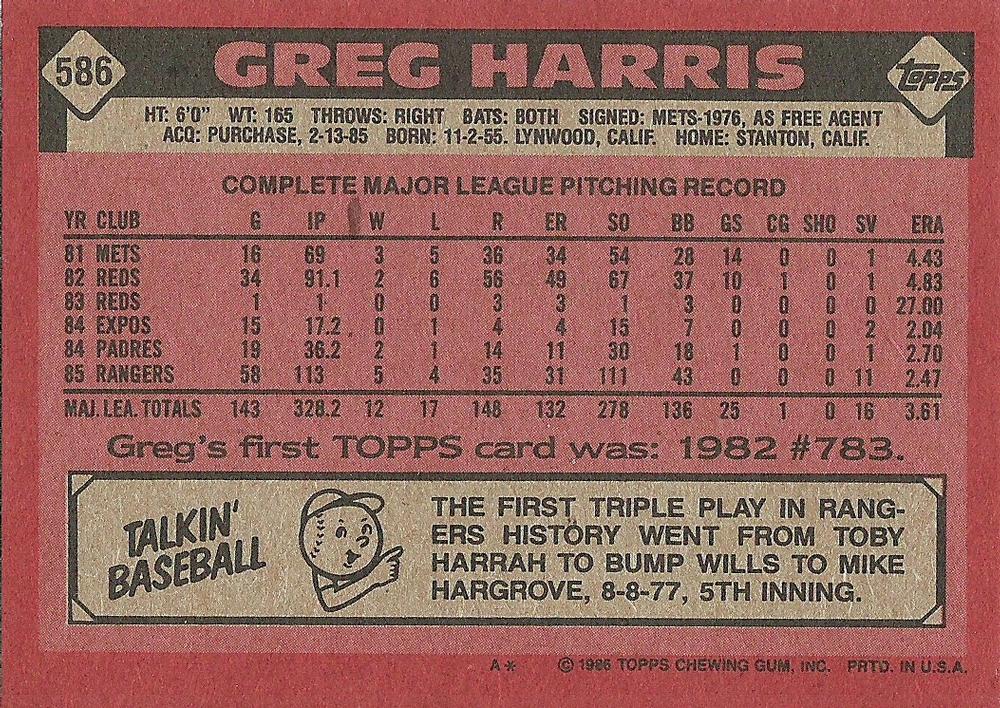 586 GREG HARRIS TOPPS
HT: 6'0" WT: 165 THROWS: RIGHT BATS: BOTH SIGNED: METS-1976, AS FREE AGENT
ACQ: PURCHASE, 2-13-85 BORN: 11-2-55. LYNWOOD, CALIF. HOME: STANTON, CALIF.
COMPLETE MAJOR LEAGUE PITCHING RECORD
YR CLUB G IP W L R ER SO BB GS CG SHO SV ERA
81 METS 16 69 3 5 36 34 54 28 14 0 0 1 4.43
82 REDS 34 91.1 2 6 56 49 67 37 10 1 0 1 4.83
83 REDS 1 1 0 0 3 3 1 3 0 0 0 0 27.00
84 EXPOS 15 17.2 0 1 4 4 15 7 0 0 0 2 2.04
84 PADRES 19 36.2 2 1 14 11 30 18 1 0 0 1 2.70
85 RANGERS 58 113 5 4 35 31 111 43 0 0 0 11 2.47
MAJ. LEA. TOTALS 143 328.2 12 17 148 132 278 136 25 1 0 16 3.61
Greg's first TOPPS card was: 1982 #783.
TALKIN'
BASEBALL
THE FIRST TRIPLE PLAY IN RANG-
ERS HISTORY WENT FROM TOBY
HARRAH TO BUMP WILLS TO MIKE
HARGROVE, 8-8-77, 5TH INNING.
A* © 1986 TOPPS CHEWING GUM, INC. PRTD. IN U.S.A.